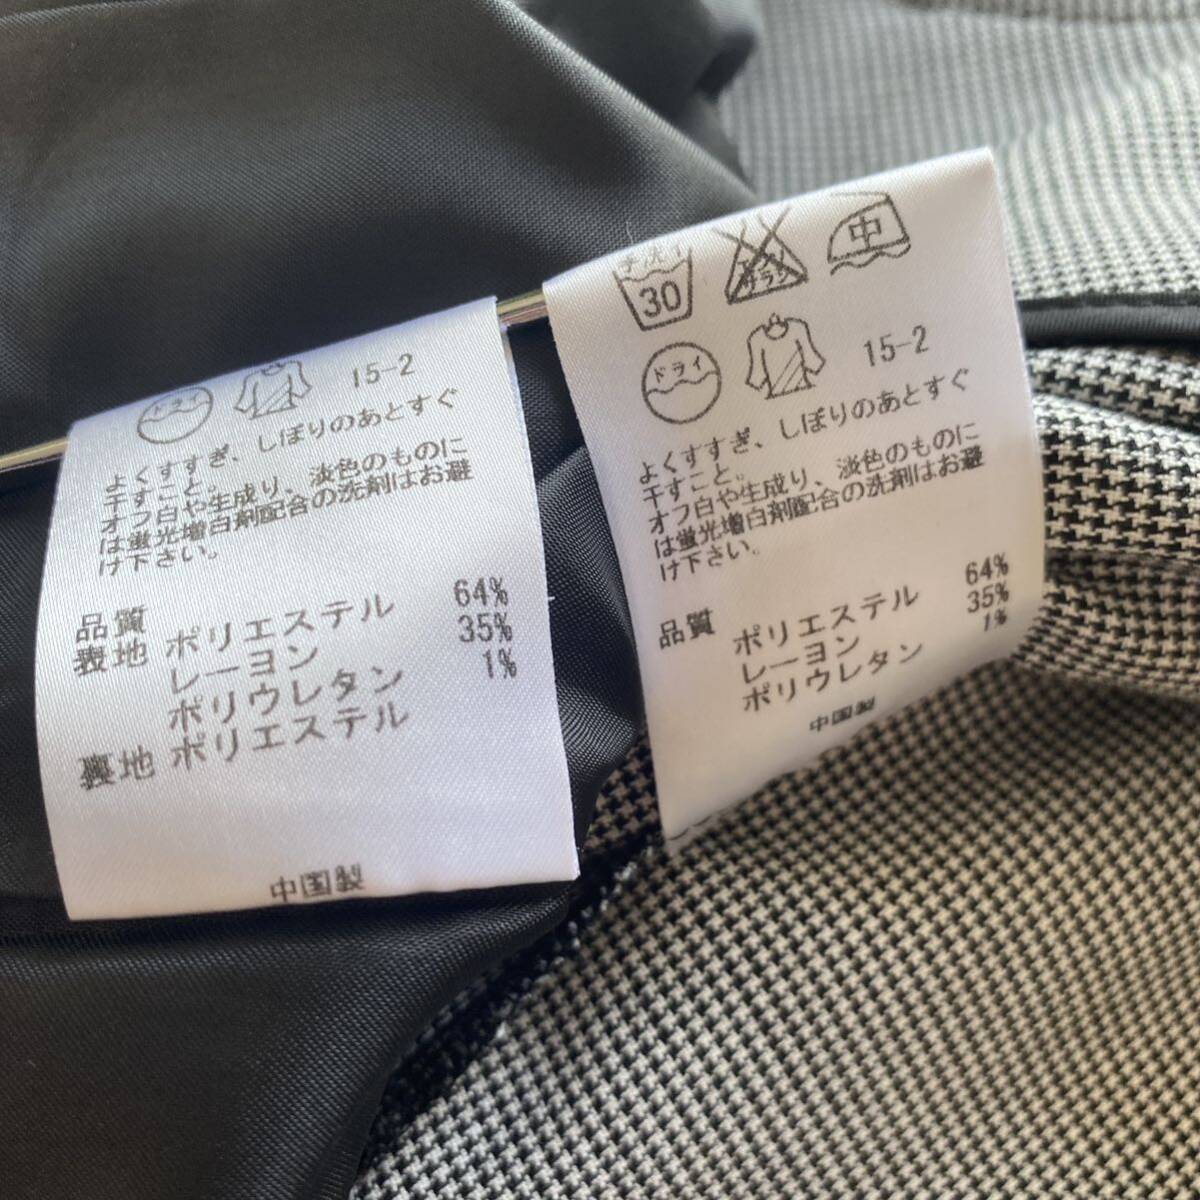 ドライ
15-2
よくすすぎ、しぼりのあとすぐ
干すこと。
オフ白や生成り、淡色のものに
は蛍光増白剤配合の洗剤はお避
け下さい。
品質
表地 ポリエステル 64%
レーヨン 35%
ポリウレタン 1%
裏地 ポリエステル
中国製
30
中
ドライ
15-2
よくすすぎ、しぼりのあとすぐ
干すこと。
オフ白や生成り、淡色のものに
は蛍光増白剤配合の洗剤はお避
け下さい。
品質 ポリエステル 64%
レーヨン 35%
ポリウレタン 1%
中国製